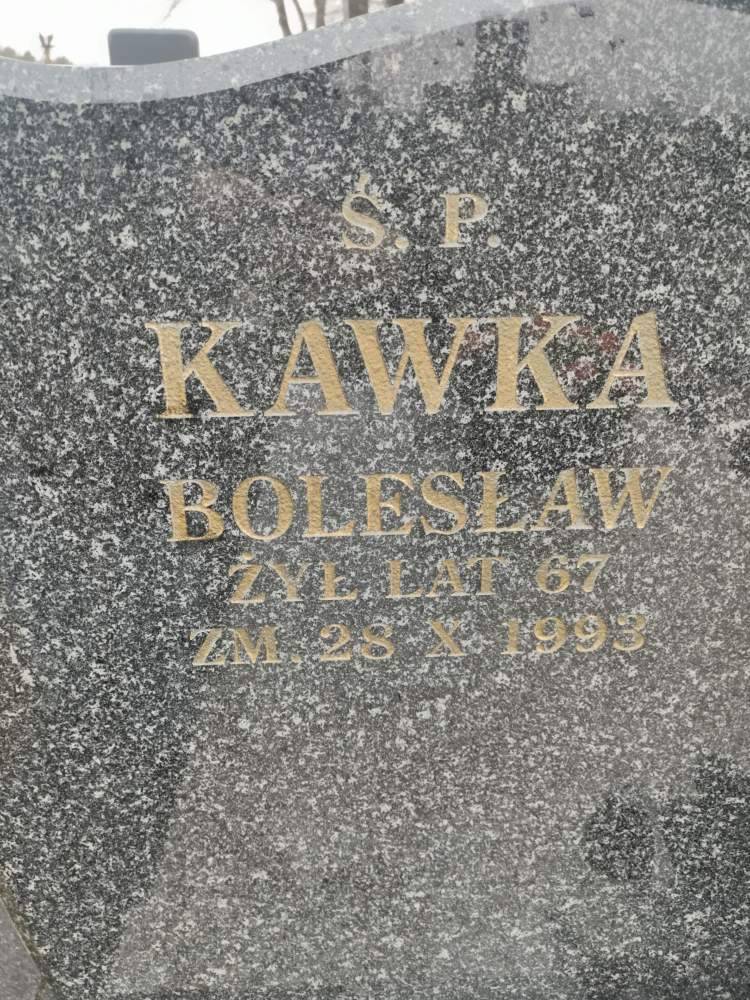 Ś. P.
KAWKA
BOLESŁAW
ŻYŁ LAT 67
ZM. 28 X 1993